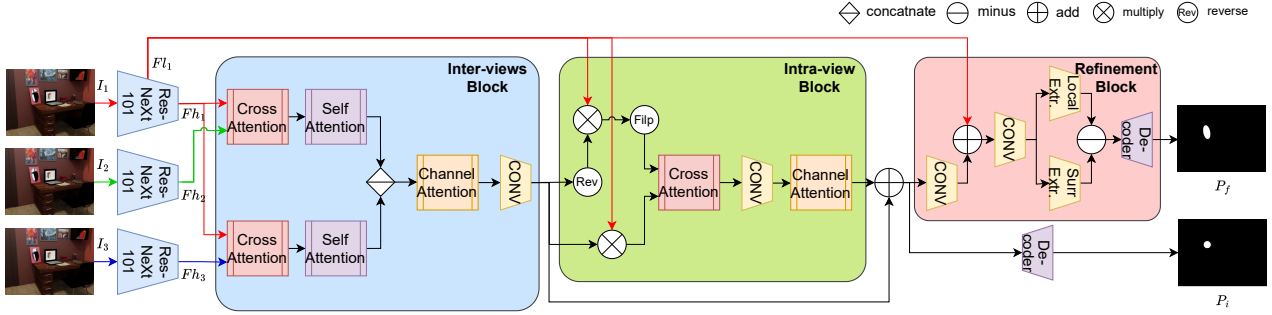 concatnate minus add multiply Rev reverse
Fl1
Inter-views
Block
Intra-view
Block
Refinement
Block
I1
Res-
NeXt
101
Fh1
Cross
Attention
Self
Attention
Filp
CONV
Local
Extr.
De-
coder
I2
Res-
NeXt
101
Fh2
Channel
Attention
CONV
Rev
Cross
Attention
CONV
Channel
Attention
CONV
Surr
Extr.
Pf
I3
Res-
NeXt
101
Fh3
Cross
Attention
Self
Attention
De-
coder
Pi